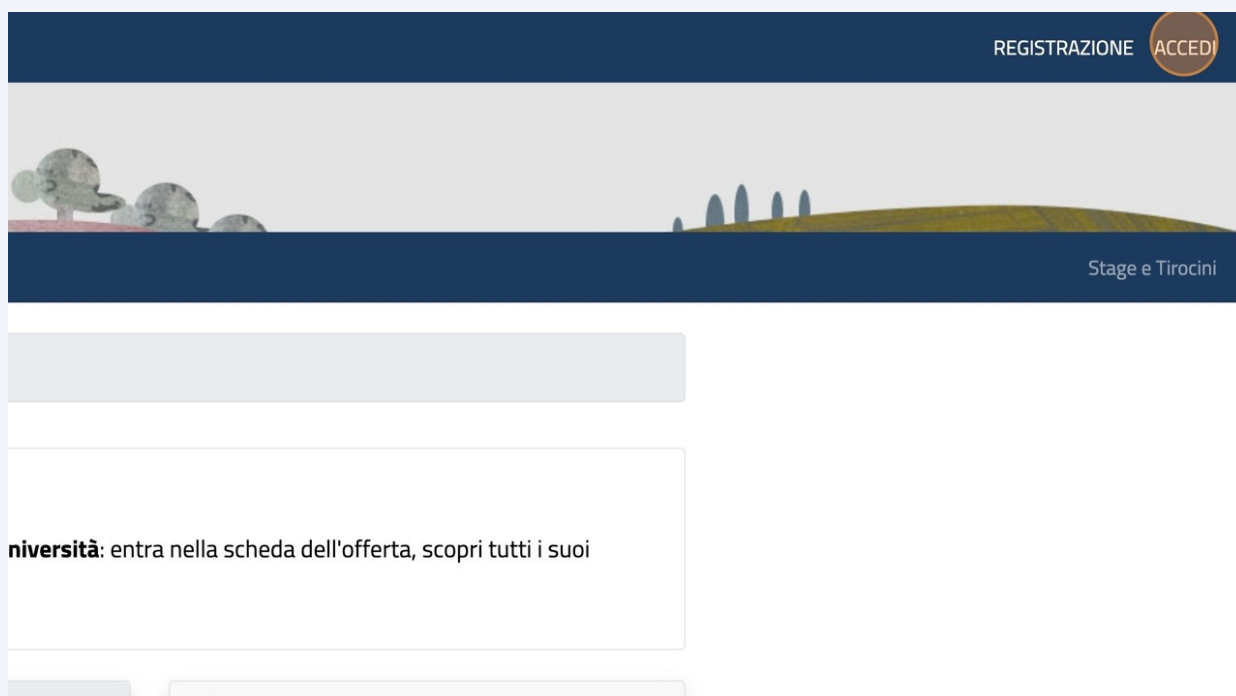 REGISTRAZIONE ACCEDI
Stage e Tirocini
niversità: entra nella scheda dell'offerta, scopri tutti i suoi